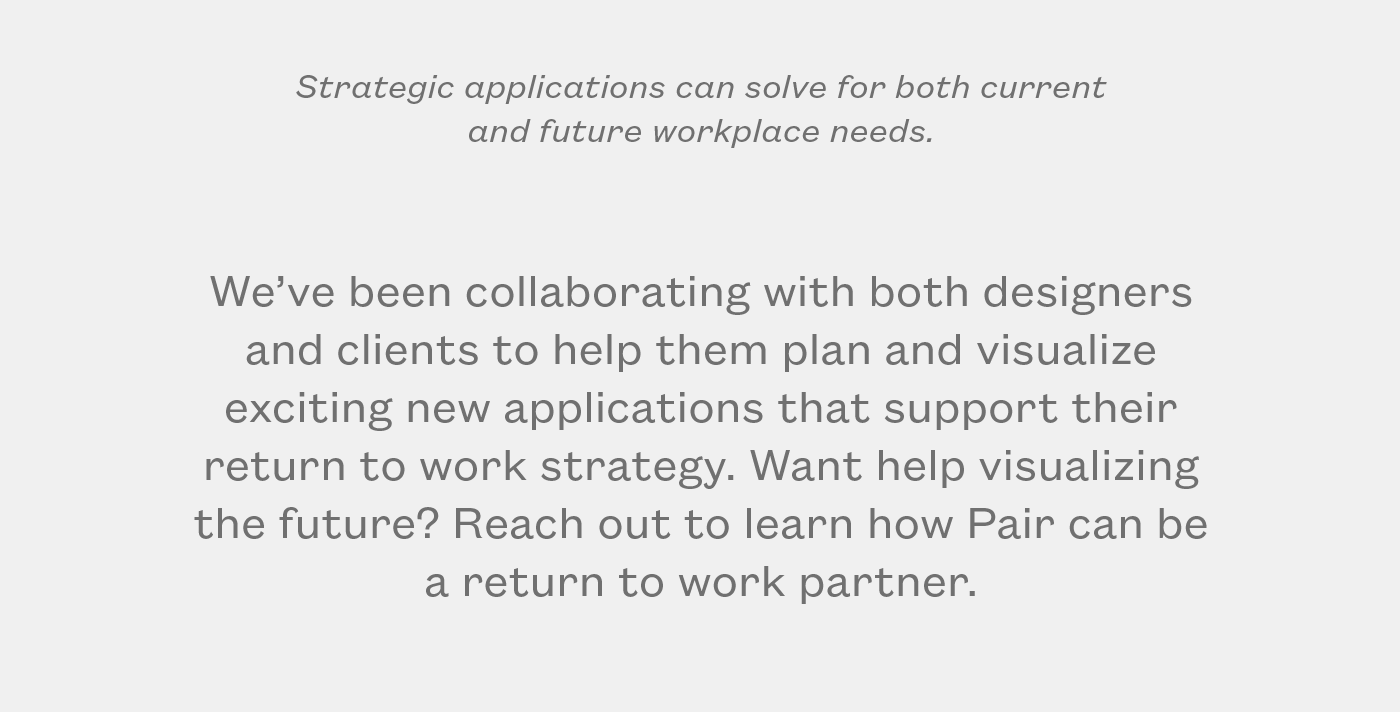 Strategic applications can solve for both current
and future workplace needs.
We’ve been collaborating with both designers
and clients to help them plan and visualize
exciting new applications that support their
return to work strategy. Want help visualizing
the future? Reach out to learn how Pair can be
a return to work partner.